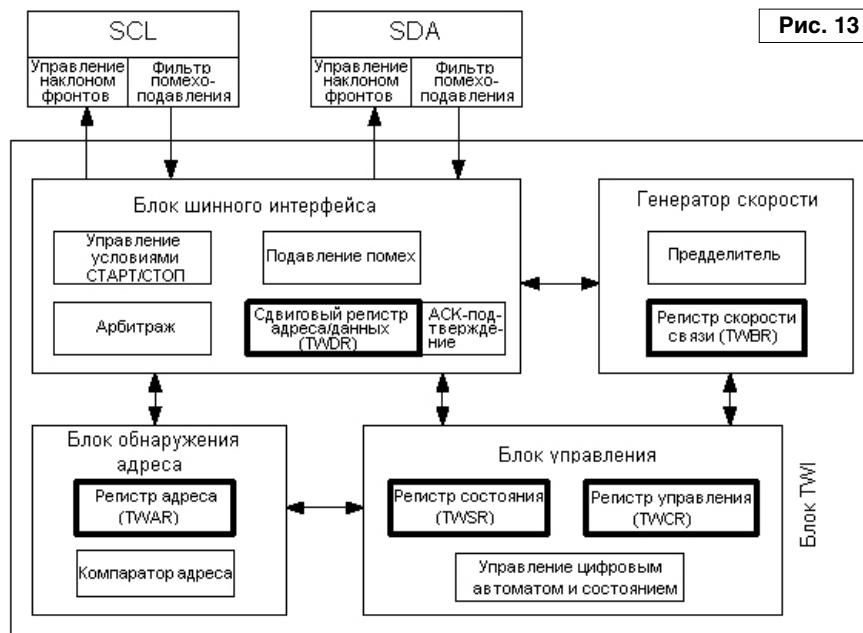 Рис. 13
SCL
SDA
Управление
наклоном
фронтов
Фильтр
помехо-
подавления
Управление
наклоном
фронтов
Фильтр
помехо-
подавления
Блок шинного интерфейса
Управление
условиями
СТАРТ/СТОП
Подавление помех
Арбитраж
Сдвиговый регистр
адреса/данных
(TWDR)
АСК-под-
тверждe-
ние
Генератор скорости
Предделитель
Регистр скорости
связи (TWBR)
Блок обнаружения
адреса
Регистр адреса
(TWAR)
Компаратор адреса
Блок управления
Регистр состояния
(TWSR)
Регистр управления
(TWCR)
Управление цифровым
автоматом и состоянием
Блок TWI